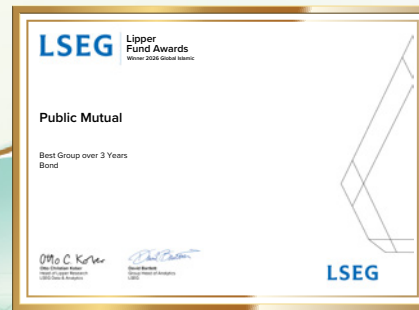 LSEG
Lipper
Fund Awards
Winner 2026 Global Islamic
Public Mutual
Best Group over 3 Years
Bond
Otto C. Kober
Otto Christian Kober
Head of Lipper Research
LSEG Data & Analytics
David Bartlett
Group Head of Analytics
LSEG
LSEG